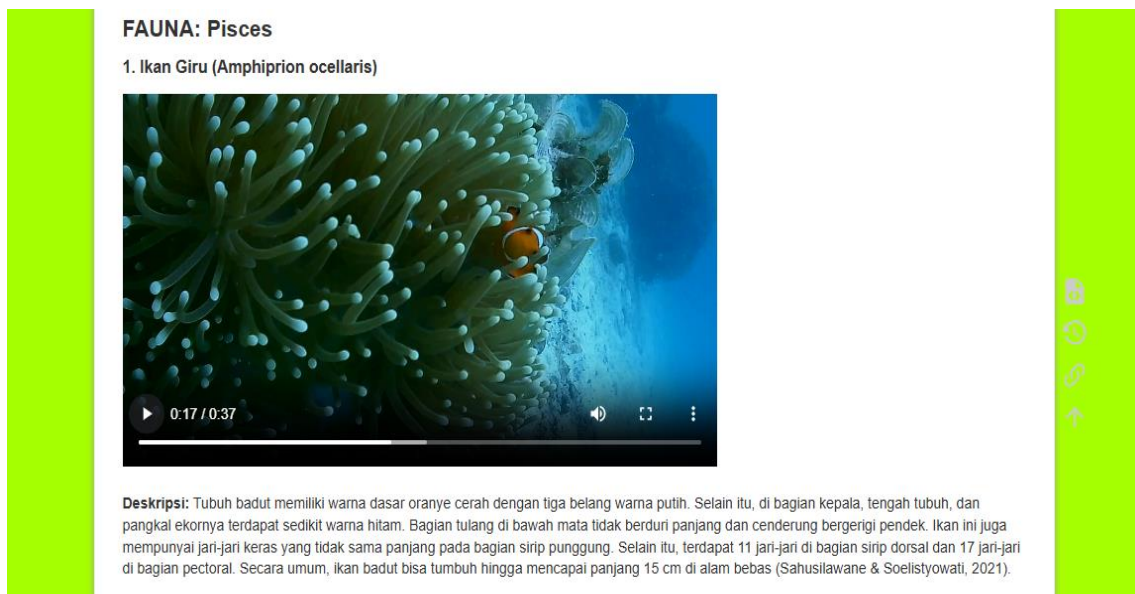 FAUNA: Pisces
1. Ikan Giru (Amphiprion ocellaris)
0:17 / 0:37
Deskripsi: Tubuh badut memiliki warna dasar oranye cerah dengan tiga belang warna putih. Selain itu, di bagian kepala, tengah tubuh, dan
pangkal ekornya terdapat sedikit warna hitam. Bagian tulang di bawah mata tidak berduri panjang dan cenderung bergerigi pendek. Ikan ini juga
mempunyai jari-jari keras yang tidak sama panjang pada bagian sirip punggung. Selain itu, terdapat 11 jari-jari di bagian sirip dorsal dan 17 jari-jari
di bagian pectoral. Secara umum, ikan badut bisa tumbuh hingga mencapai panjang 15 cm di alam bebas (Sahusilawane & Soelistyowati, 2021).